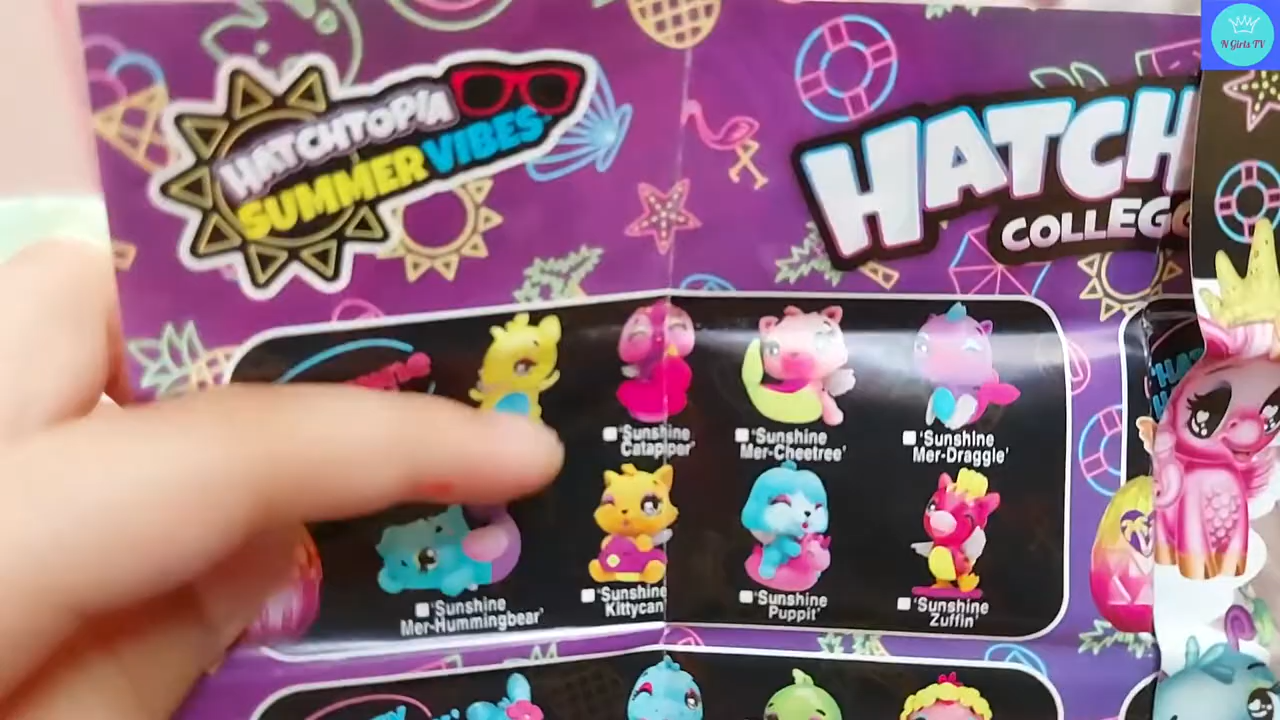 N Girls TV
HATCHTOPIA
SUMMER VIBES
HATCH
COLLEGG
'Sunshine
Catapiper'
'Sunshine
Mer-Cheetree'
'Sunshine
Mer-Draggle'
'Sunshine
Mer-Hummingbear'
'Sunshine
Kittycan
'Sunshine
Puppit'
'Sunshine
Zuffin'